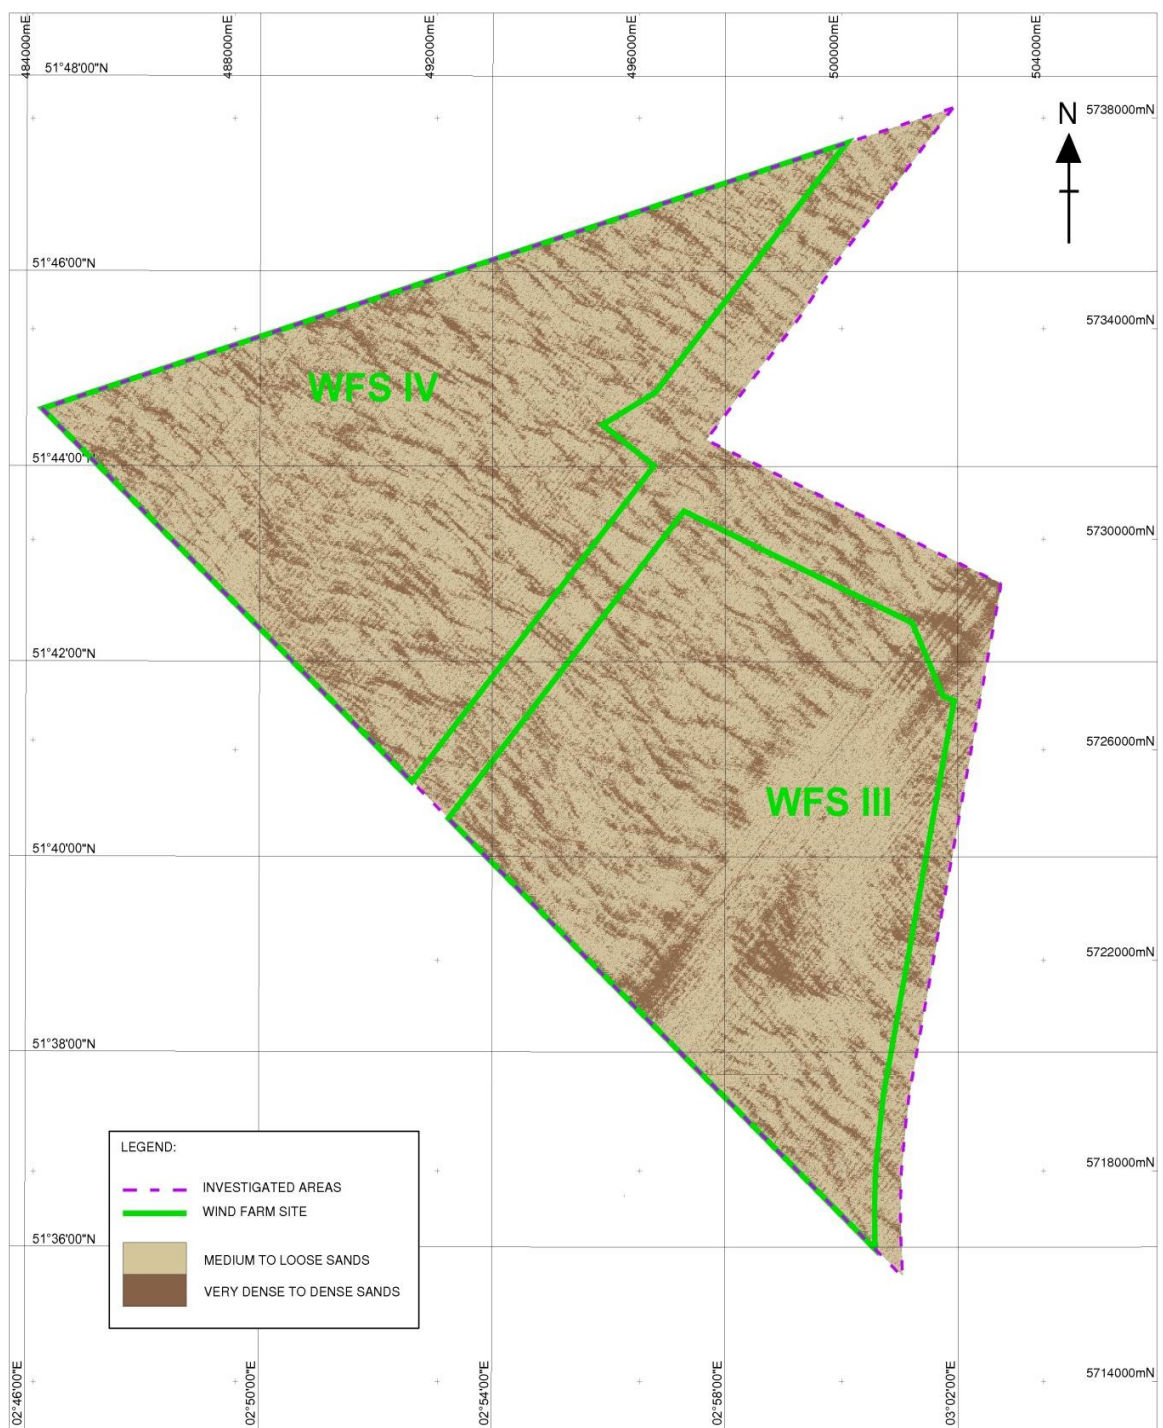 484000mE
488000mE
492000mE
496000mE
500000mE
504000mE
51°48'00"N
5738000mN
N
51°46'00"N
5734000mN
WFS IV
51°44'00"N
5730000mN
51°42'00"N
5726000mN
WFS III
51°40'00"N
5722000mN
51°38'00"N
5718000mN
LEGEND:
INVESTIGATED AREAS
WIND FARM SITE
51°36'00"N
MEDIUM TO LOOSE SANDS
VERY DENSE TO DENSE SANDS
5714000mN
02°46'00"E
02°50'00"E
02°54'00"E
02°58'00"E
03°02'00"E